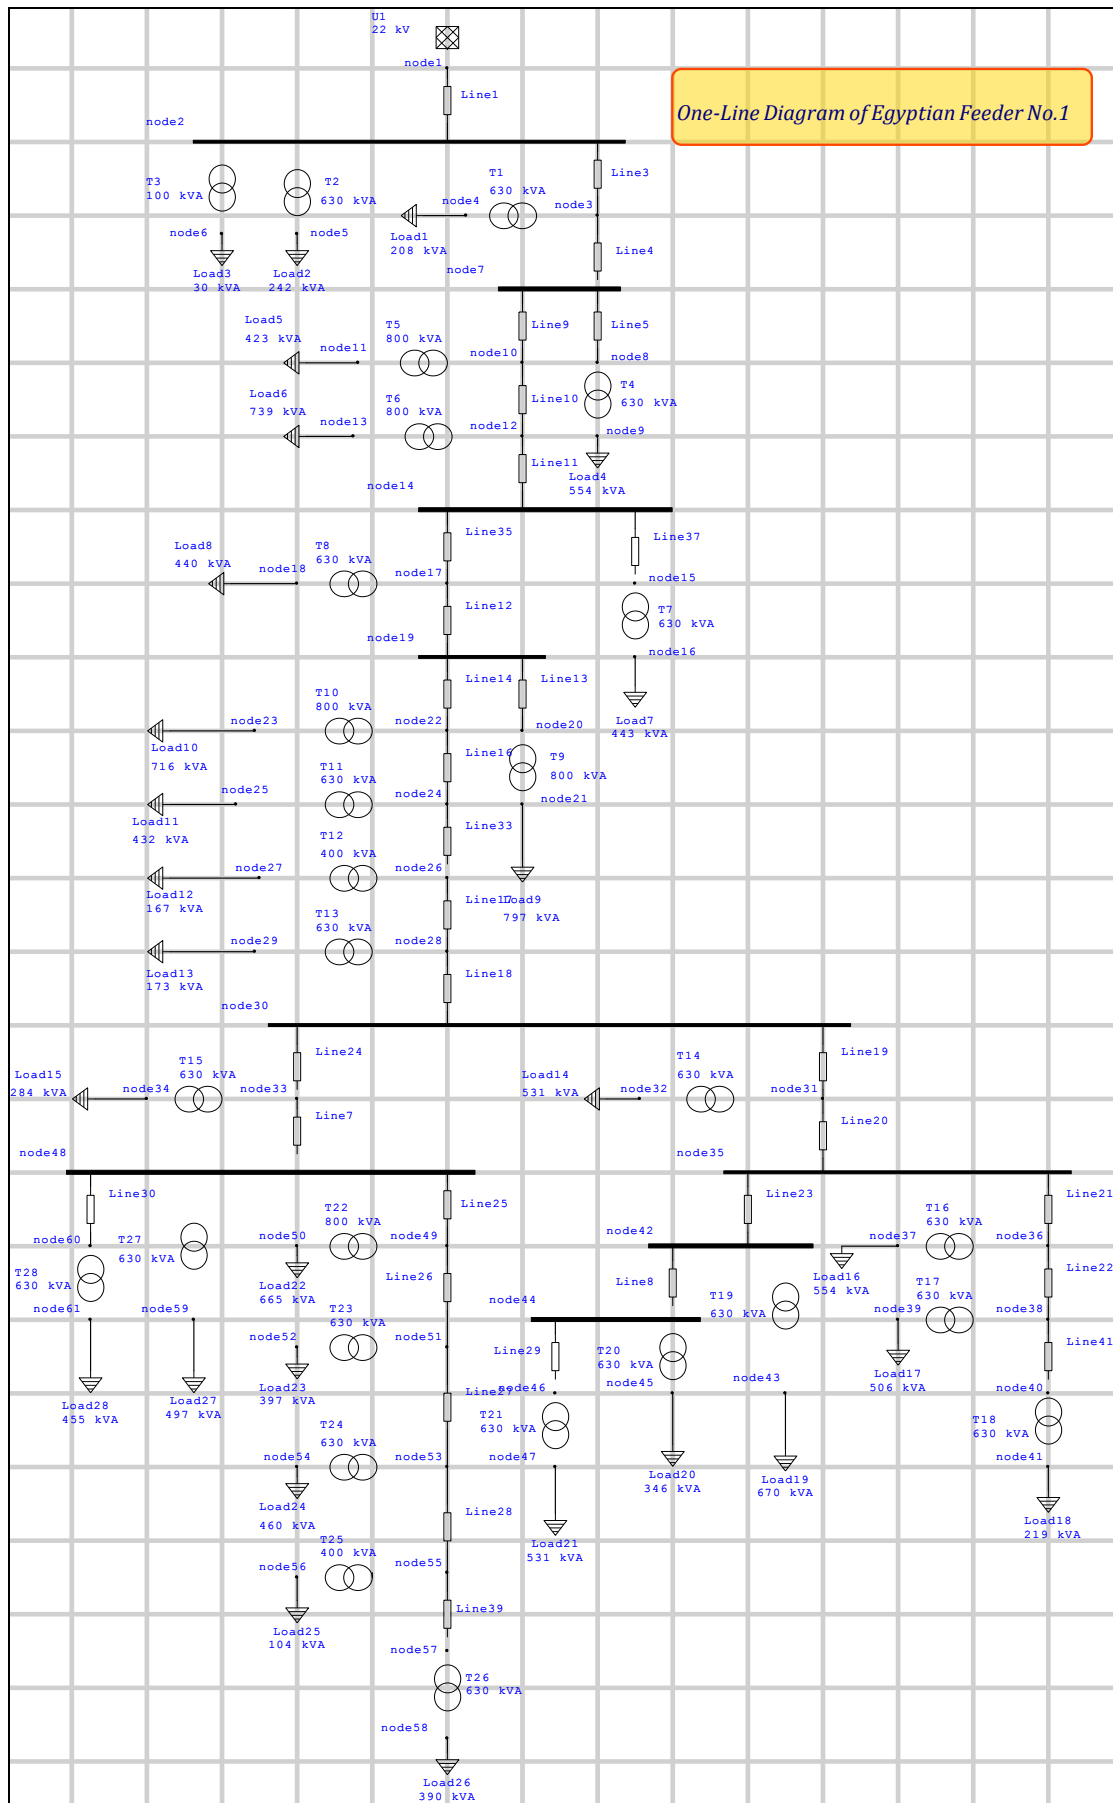 U1
22 kV
node1
Line1
One-Line Diagram of Egyptian Feeder No.1
node2
T3
100 kVA
T2
630 kVA
T1
630 kVA
Line3
node4
node3
node6
node5
Load1
208 kVA
Line4
Load3
30 kVA
Load2
242 kVA
node7
Load5
423 kVA
T5
800 kVA
Line9
Line5
node11
node10
node8
Load6
739 kVA
T6
800 kVA
Line10
T4
630 kVA
node13
node12
node9
Line11
Load4
554 kVA
node14
Line35
Line37
Load8
440 kVA
T8
630 kVA
node18
node17
node15
Line12
T7
630 kVA
node19
node16
Line14
Line13
T10
800 kVA
Load7
443 kVA
node23
node22
node20
Load10
716 kVA
Line16
T9
800 kVA
T11
630 kVA
node25
node24
node21
Load11
432 kVA
Line33
T12
400 kVA
node27
node26
Load12
167 kVA
Line17
Load9
797 kVA
T13
630 kVA
node29
node28
Load13
173 kVA
Line18
node30
Line24
Line19
Load15
284 kVA
T15
630 kVA
Load14
531 kVA
T14
630 kVA
node34
node33
node32
node31
Line7
Line20
node48
node35
Line30
Line25
Line23
Line21
T22
800 kVA
T16
630 kVA
node60
T27
630 kVA
node50
node49
node42
node37
node36
T28
630 kVA
Load22
665 kVA
Line26
Line8
Load16
554 kVA
Line22
T17
630 kVA
node61
node59
T23
630 kVA
node44
T19
630 kVA
node39
node38
node52
node51
Line29
T20
630 kVA
Line41
Load28
455 kVA
Load27
497 kVA
Load23
397 kVA
Line27
node46
node45
node43
Load17
506 kVA
node40
T24
630 kVA
T21
630 kVA
T18
630 kVA
node54
node53
node47
Load20
346 kVA
Load19
670 kVA
node41
Load24
460 kVA
Line28
Load21
531 kVA
Load18
219 kVA
T25
400 kVA
node56
node55
Load25
104 kVA
Line39
node57
T26
630 kVA
node58
Load26
390 kVA